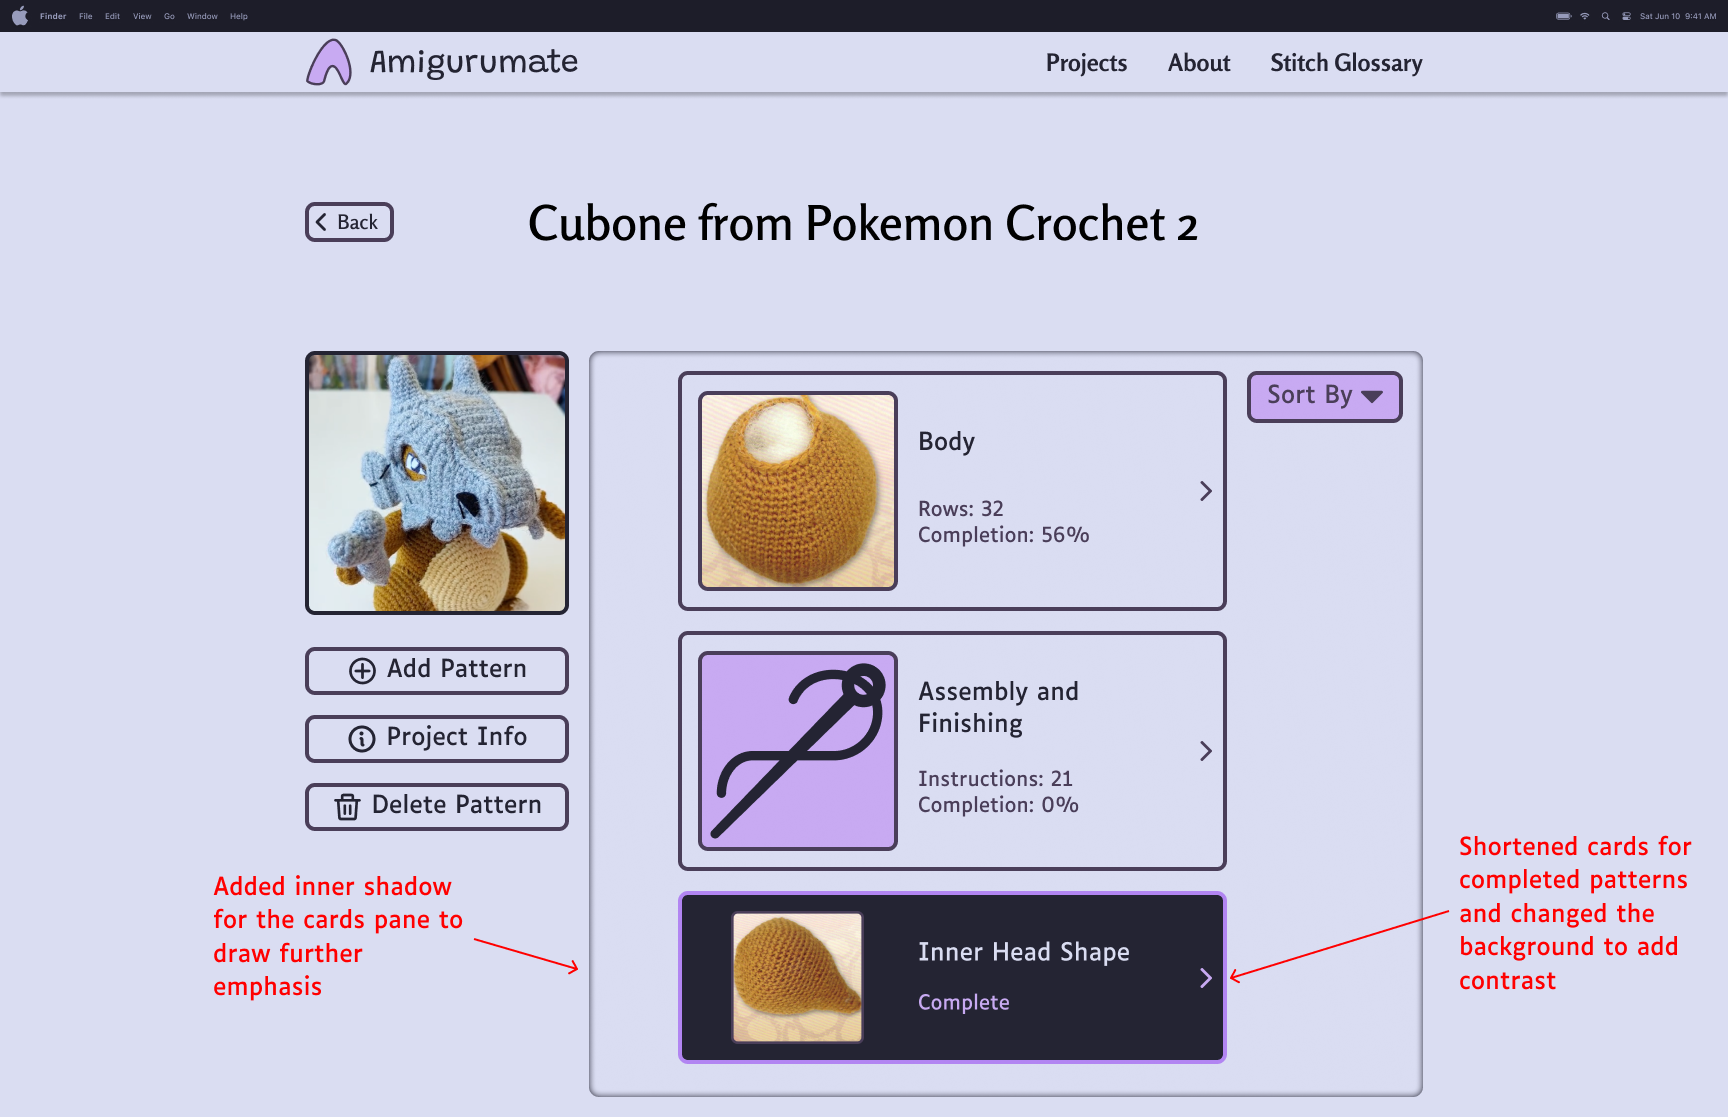 Finder File Edit View Go Window Help
Sat Jun 10 9:41 AM
Amigurumate
Projects
About
Stitch Glossary
Back
Cubone from Pokemon Crochet 2
Sort By
Body
Rows: 32
Completion: 56%
Add Pattern
Project Info
Delete Pattern
Assembly and
Finishing
Instructions: 21
Completion: 0%
Added inner shadow
for the cards pane to
draw further
emphasis
Inner Head Shape
Complete
Shortened cards for
completed patterns
and changed the
background to add
contrast